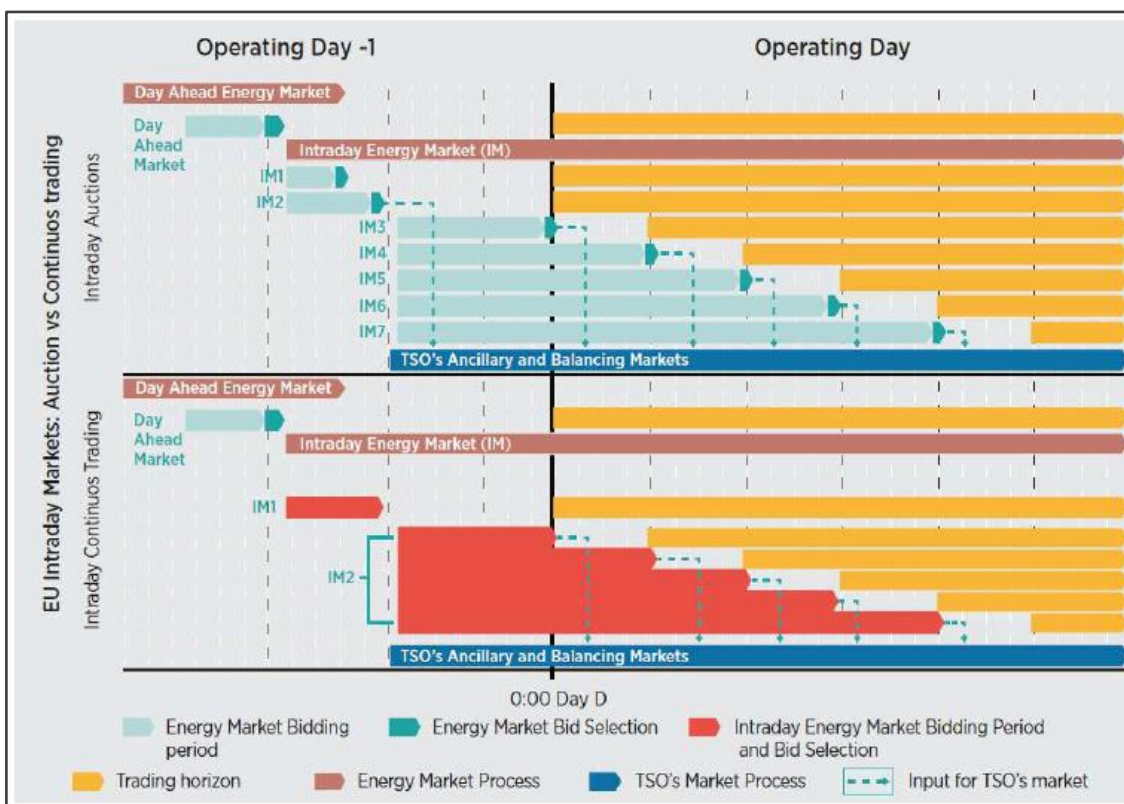 Operating Day -1
Operating Day
EU Intraday Markets: Auction vs Continuos trading
Intraday Auctions
Day Ahead Energy Market
Day
Ahead
Market
Intraday Energy Market (IM)
IM1
IM2
IM3
IM4
IM5
IM6
IM7
TSO's Ancillary and Balancing Markets
Intraday Continuos Trading
Day Ahead Energy Market
Day
Ahead
Market
Intraday Energy Market (IM)
IM1
IM2
TSO's Ancillary and Balancing Markets
0:00 Day D
Energy Market Bidding
period
Energy Market Bid Selection
Intraday Energy Market Bidding Period
and Bid Selection
Trading horizon
Energy Market Process
TSO's Market Process
Input for TSO's market